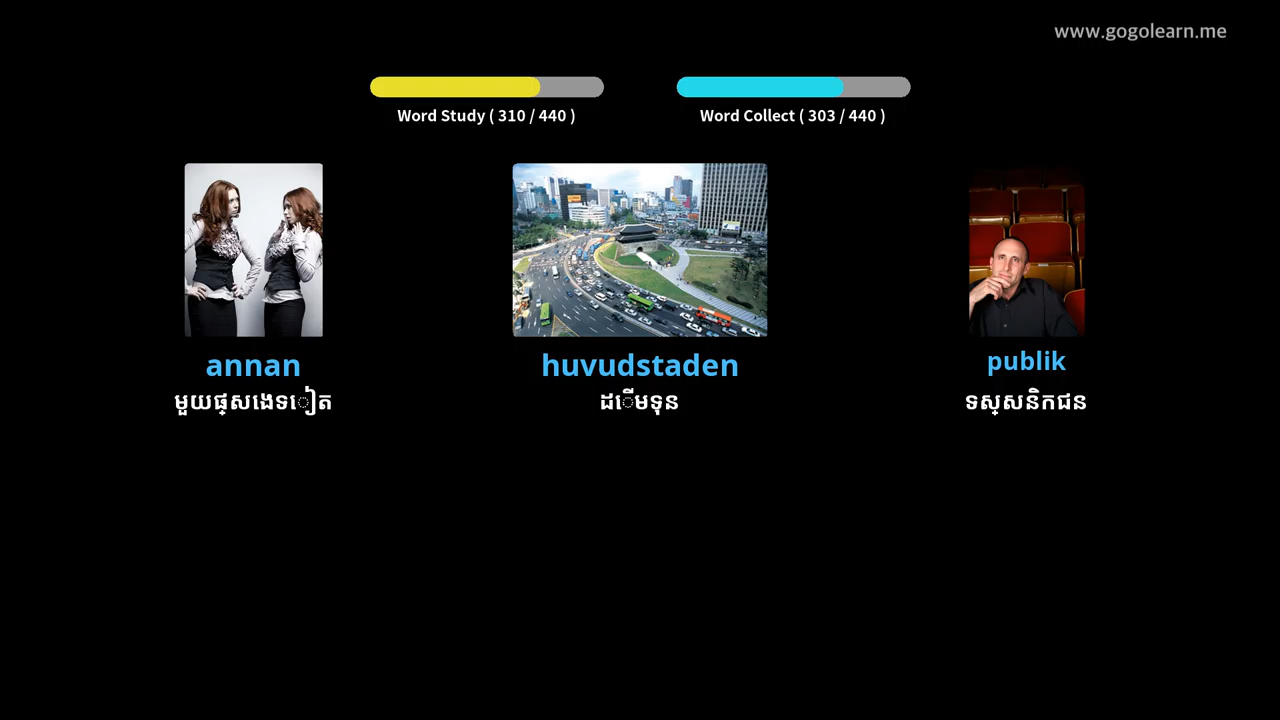 www.gogolearn.me
Word Study ( 310 / 440 )
Word Collect ( 303 / 440 )
annan
huvudstaden
publik
មួយផ្សេងទៀត
ដើមទុន
ទស្សនិកជន